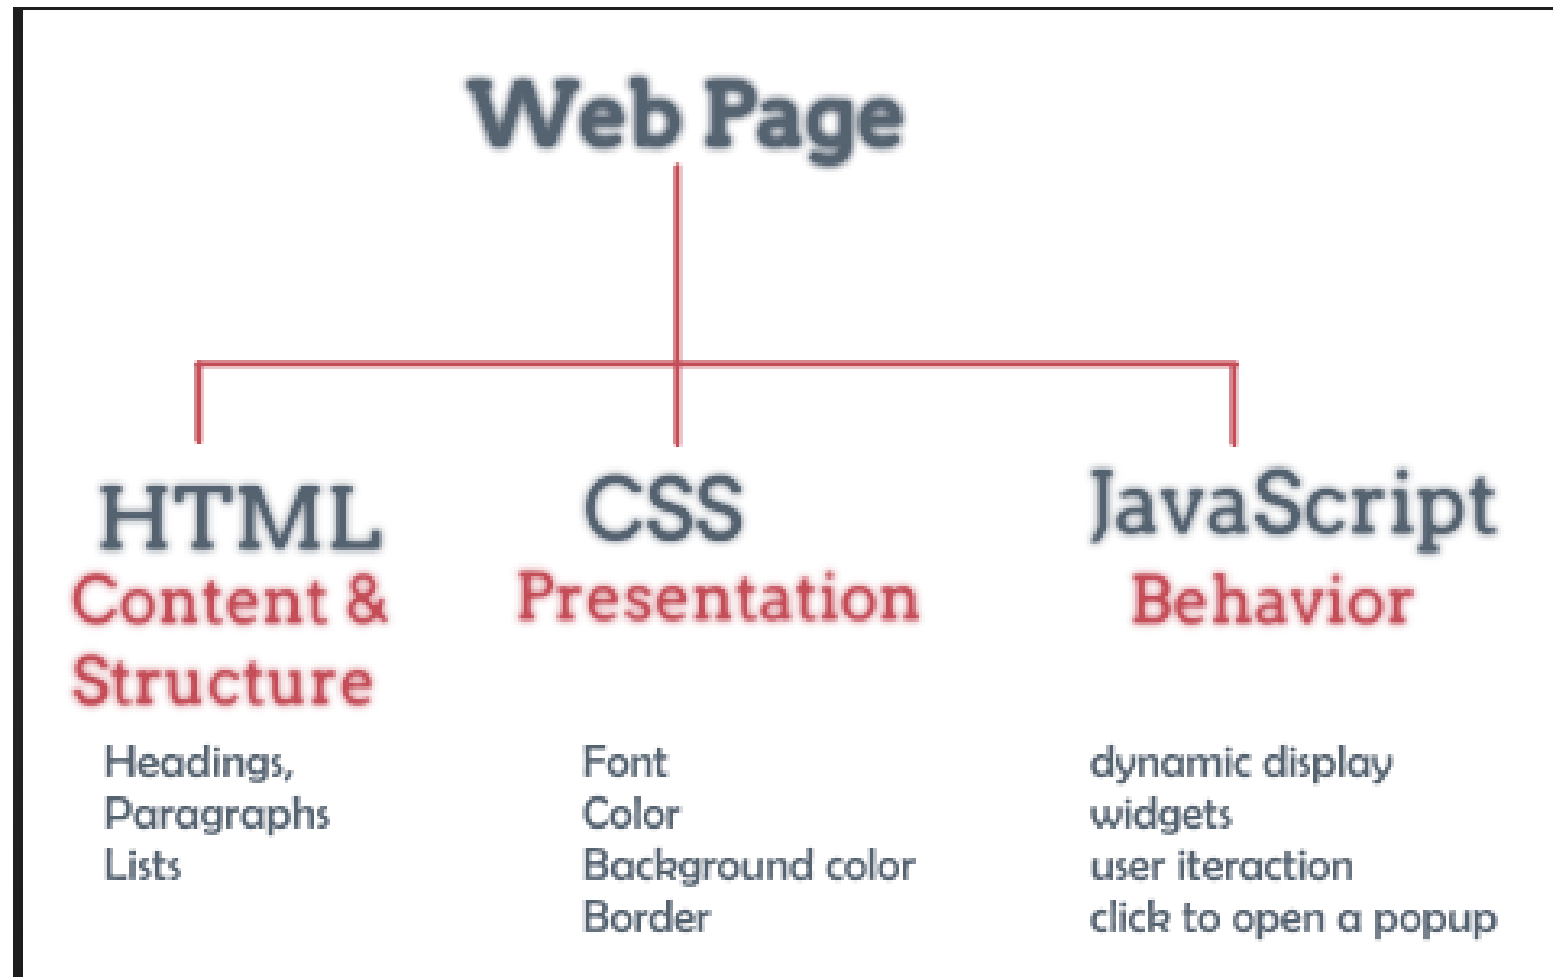 Web Page
HTML
Content &
Structure
Headings,
Paragraphs
Lists
CSS
Presentation
Font
Color
Background color
Border
JavaScript
Behavior
dynamic display
widgets
user iteraction
click to open a popup